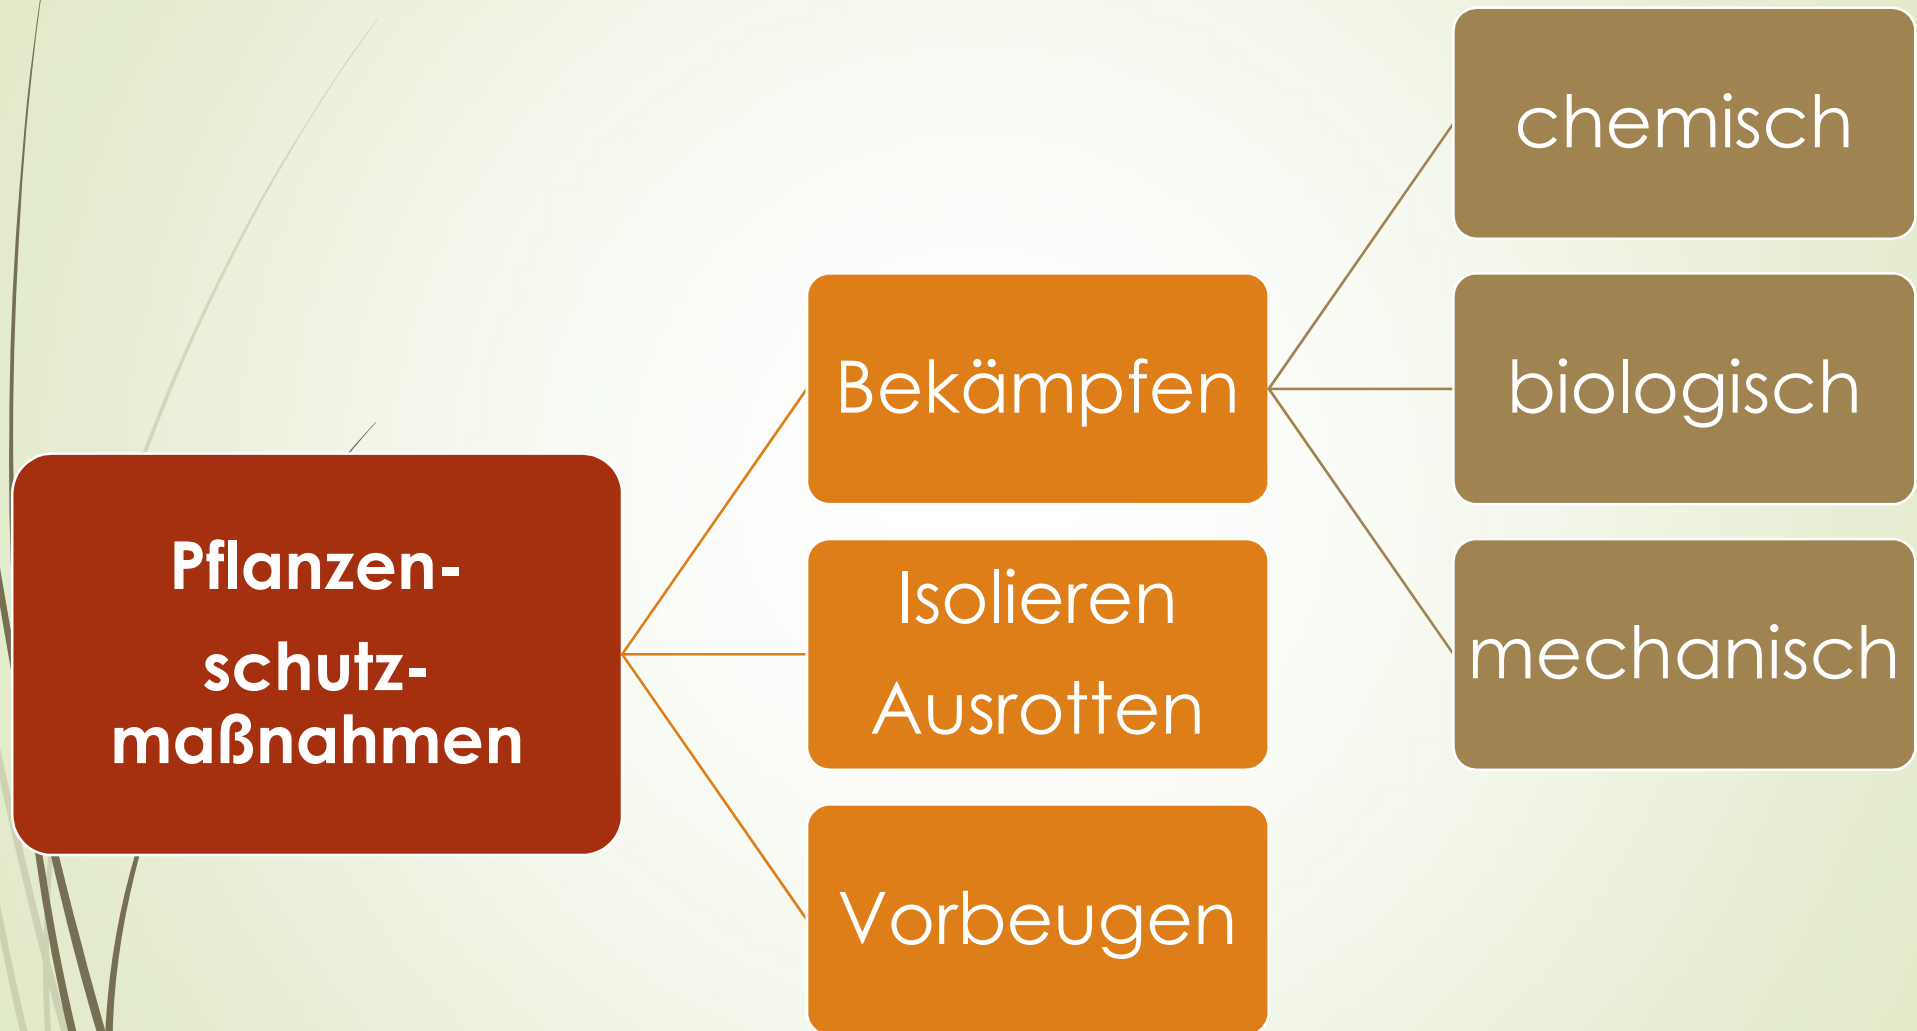 Pflanzen-
schutz-
maßnahmen
Bekämpfen
Isolieren
Ausrotten
Vorbeugen
chemisch
biologisch
mechanisch